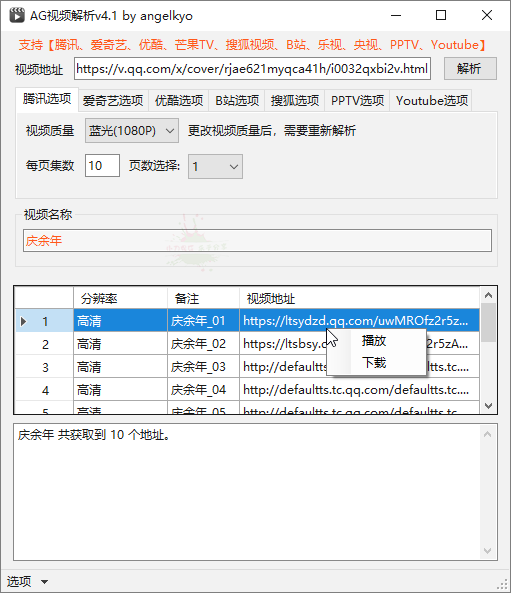 AG视频解析v4.1 by angelkyo
支持【腾讯、爱奇艺、优酷、芒果TV、搜狐视频、B站、乐视、央视、PPTV、Youtube】
视频地址 https://v.qq.com/x/cover/rjae621myqca41h/i0032qxbi2v.html 解析
腾讯选项 爱奇艺选项 优酷选项 B站选项 搜狐选项 PPTV选项 Youtube选项
视频质量 蓝光(1080P) 更改视频质量后，需要重新解析
每页集数 10 页数选择: 1
视频名称
庆余年
分辨率 备注 视频地址
1 高清 庆余年_01 https://ltsydzd.qq.com/uwMROfz2r5z...
2 高清 庆余年_02 https://ltsbsy.c 2r5zA...
播放
3 高清 庆余年_03 http://defaultts. tts.tc....
下载
4 高清 庆余年_04 http://defaultts.tc.qq.com/defaultts.tc....
5 高清 庆余年_05 http://defaultts.tc.qq.com/defaultts.tc....
庆余年 共获取到 10 个地址。
选项